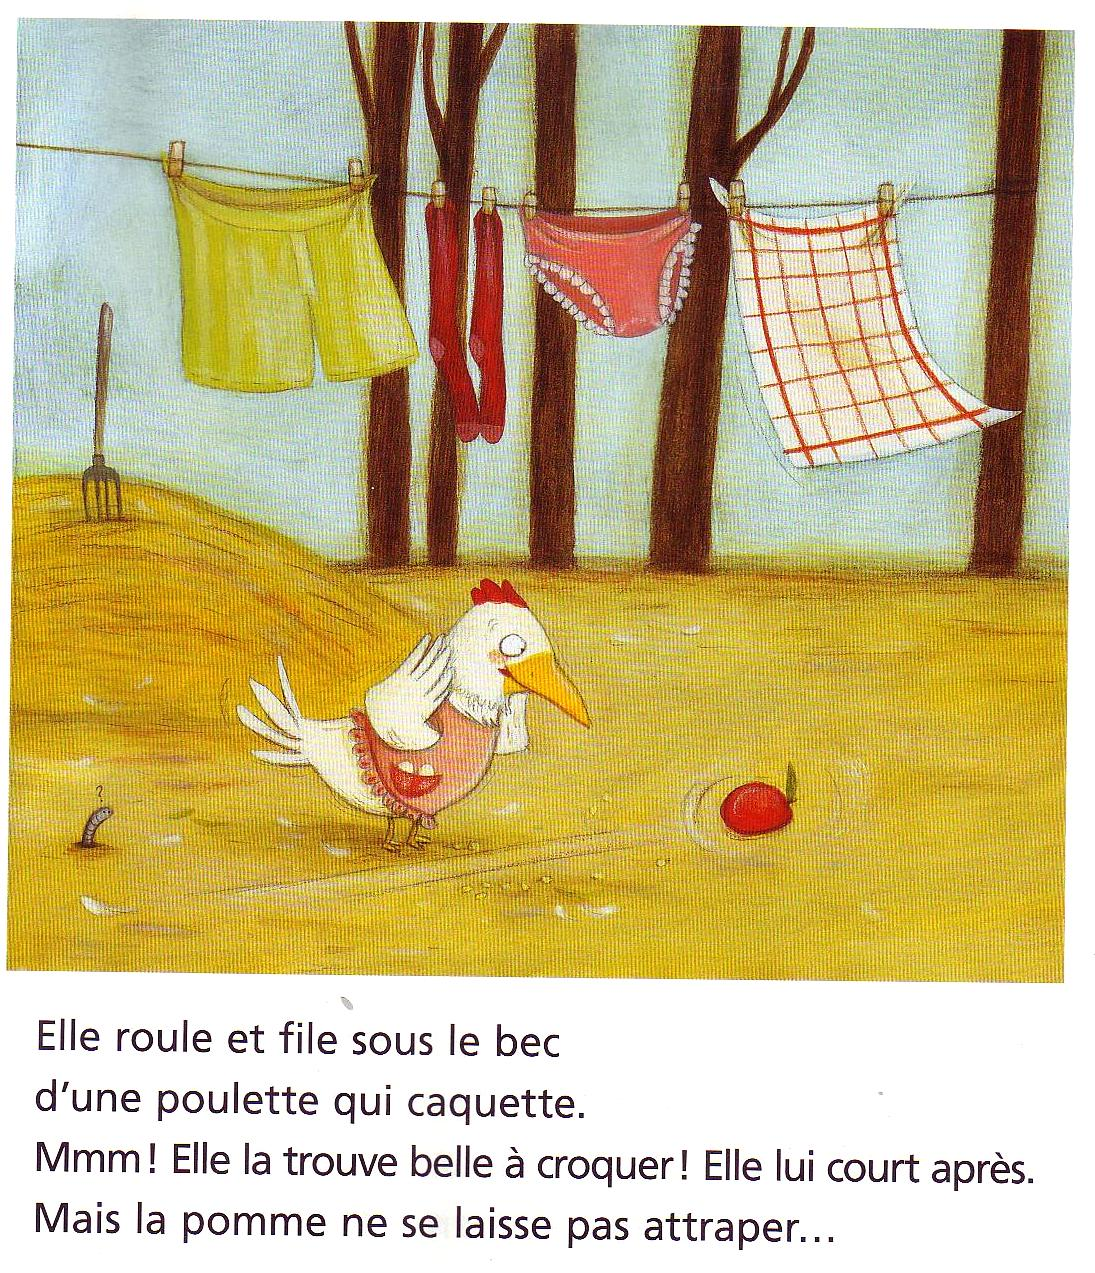 ?
Elle roule et file sous le bec
d'une poulette qui caquette.
Mmm ! Elle la trouve belle à croquer ! Elle lui court après.
Mais la pomme ne se laisse pas attraper...